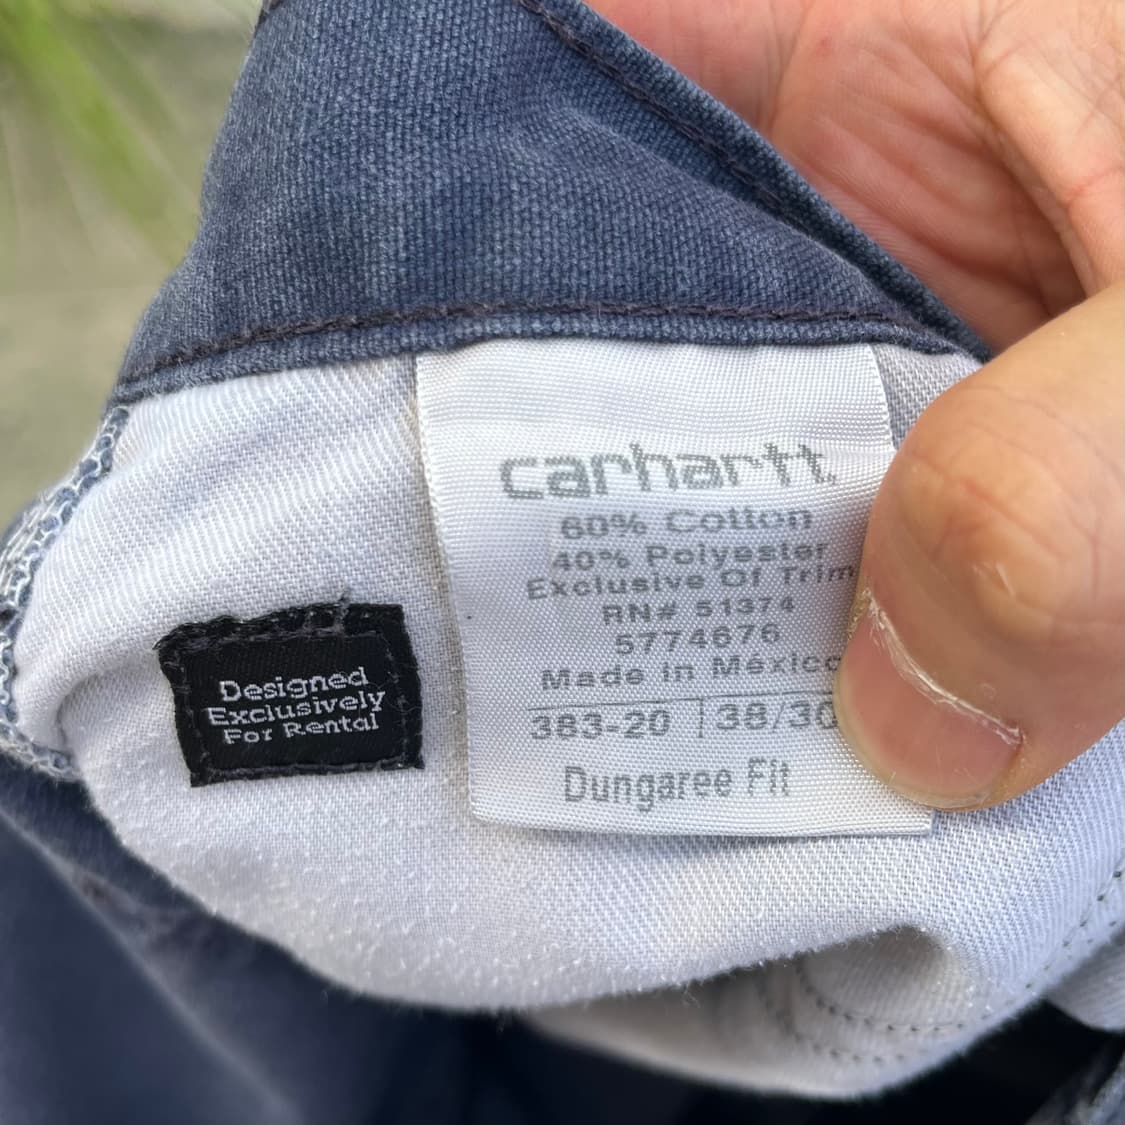 carhartt
60% Cotton
40% Polyester
Exclusive Of Trim
RN# 51374
5774676
Made in México
383-20 38/30
Dungaree Fit
Designed
Exclusively
For Rental